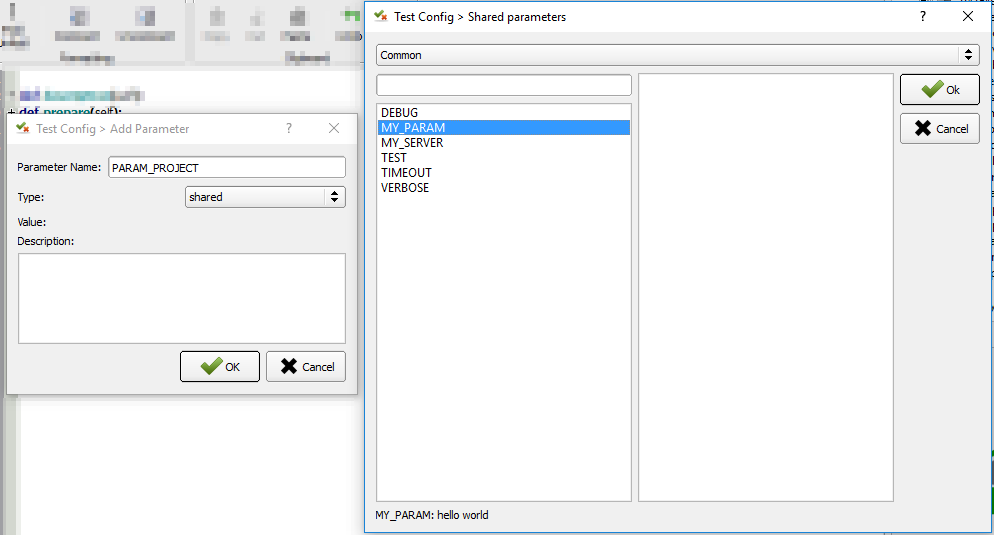 def prepare(self):
Test Config > Add Parameter
?
Parameter Name: PARAM_PROJECT
Type: shared
Value:
Description:
OK
Cancel
Test Config > Shared parameters
?
Common
DEBUG
MY_PARAM
MY_SERVER
TEST
TIMEOUT
VERBOSE
Ok
Cancel
MY_PARAM: hello world